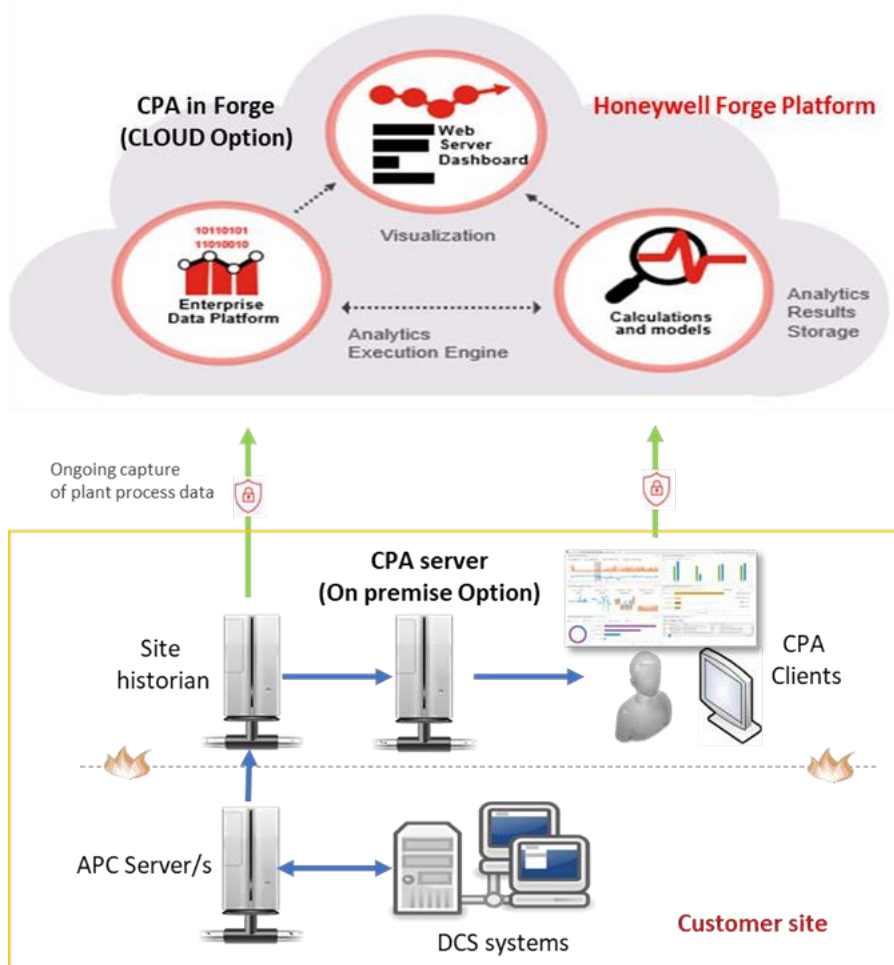 CPA in Forge
(CLOUD Option)
Honeywell Forge Platform
Web
Server
Dashboard
Visualization
10110101
11010010
Enterprise
Data Platform
Calculations
and models
Analytics
Results
Storage
Analytics
Execution Engine
Ongoing capture
of plant process data
CPA server
(On premise Option)
Site
historian
CPA
Clients
APC Server/s
DCS systems
Customer site